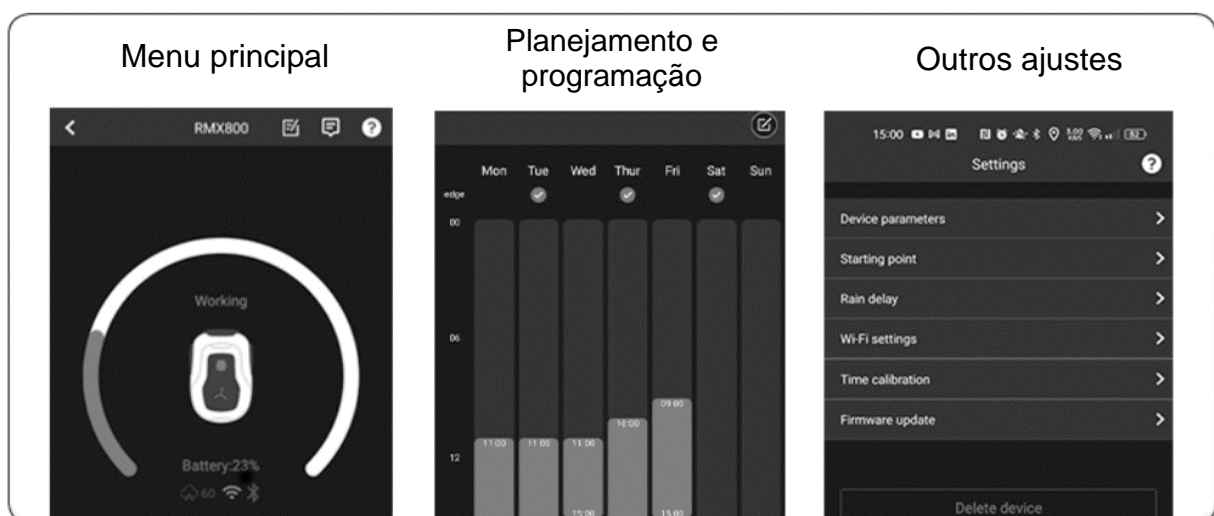 Menu principal
RMX800
Working
Battery:23%
60
Planejamento e
programação
Mon Tue Wed Thur Fri Sat Sun
edge
00
06
09:00
10:00
11:00 11:00 11:00
12
15:00 15:00
Outros ajustes
15:00
Settings
Device parameters
Starting point
Rain delay
Wi-Fi settings
Time calibration
Firmware update
Delete device